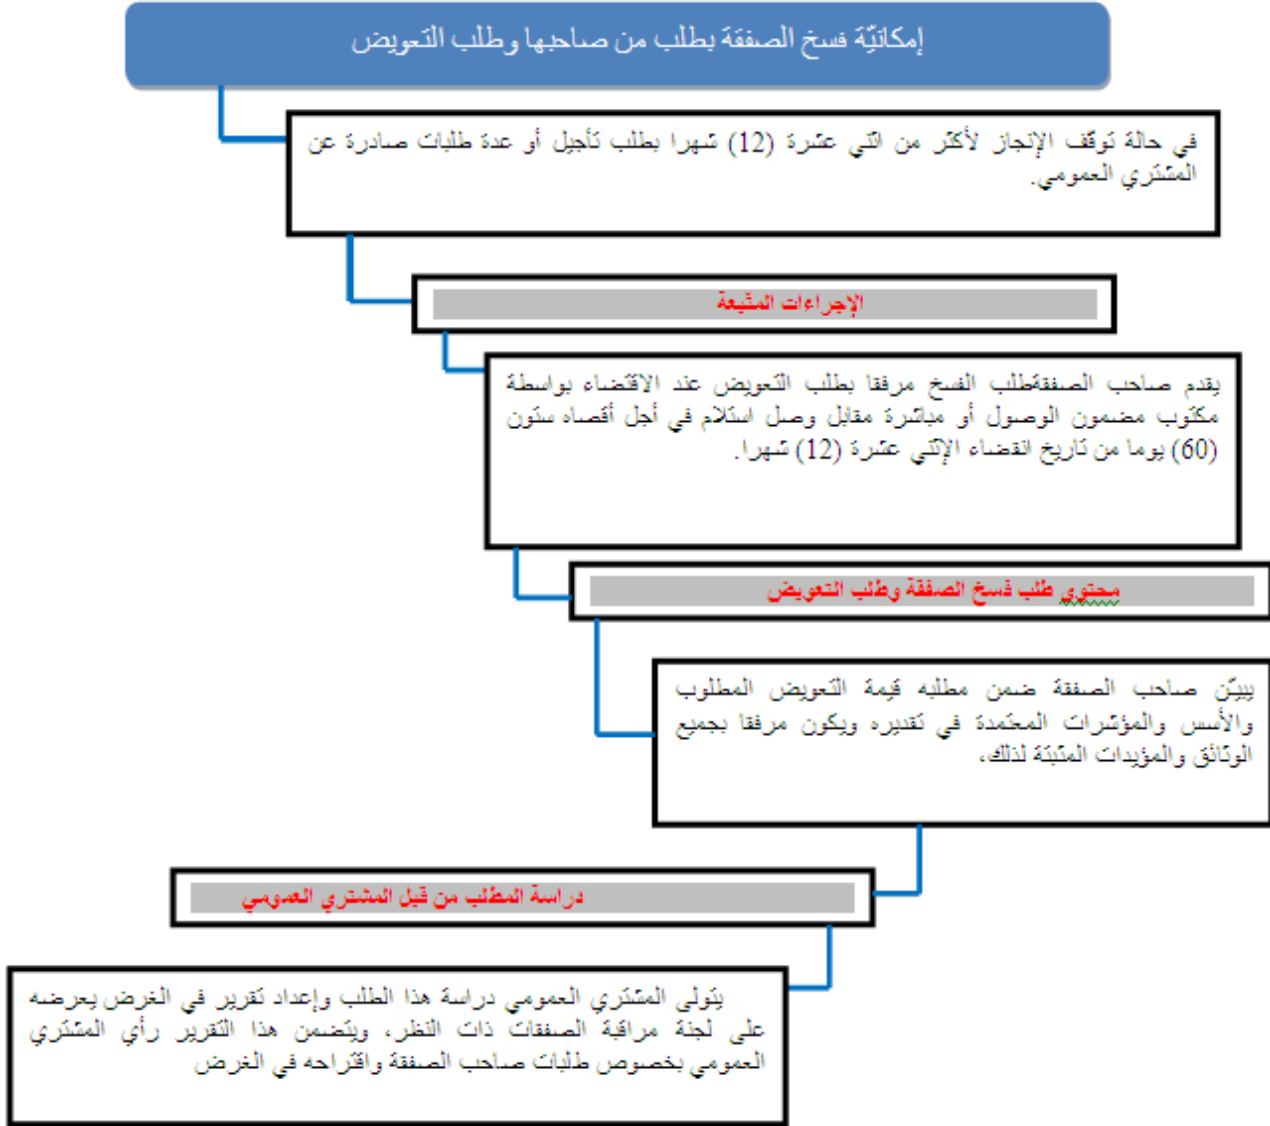 إمكانيّة فسخ الصفقة بطلب من صاحبها وطلب التعويض
في حالة توقّف الإنجاز لأكثر من اثني عشرة (12) شهرا بطلب تأجيل أو عدة طلبات صادرة عن
المشتري العمومي.
الإجراءات المتّبعة
يقدم صاحب الصفقةطلب الفسخ مرفقا بطلب التعويض عند الاقتضاء بواسطة
مكتوب مضمون الوصول أو مباشرة مقابل وصل استلام في أجل أقصاه ستون
(60) يوما من تاريخ انقضاء الإثني عشرة (12) شهرا.
محتوي طلب فسخ الصفقة وطلب التعويض
يبيّن صاحب الصفقة ضمن مطلبه قيمة التعويض المطلوب
والأسس والمؤشرات المعتمدة في تقديره ويكون مرفقا بجميع
الوثائق والمؤيدات المثبتة لذلك،
دراسة المطلب من قبل المشتري العمومي
يتولى المشتري العمومي دراسة هذا الطلب وإعداد تقرير في الغرض يعرضه
على لجنة مراقبة الصفقات ذات النظر، ويتضمن هذا التقرير رأي المشتري
العمومي بخصوص طلبات صاحب الصفقة واقتراحه في الغرض